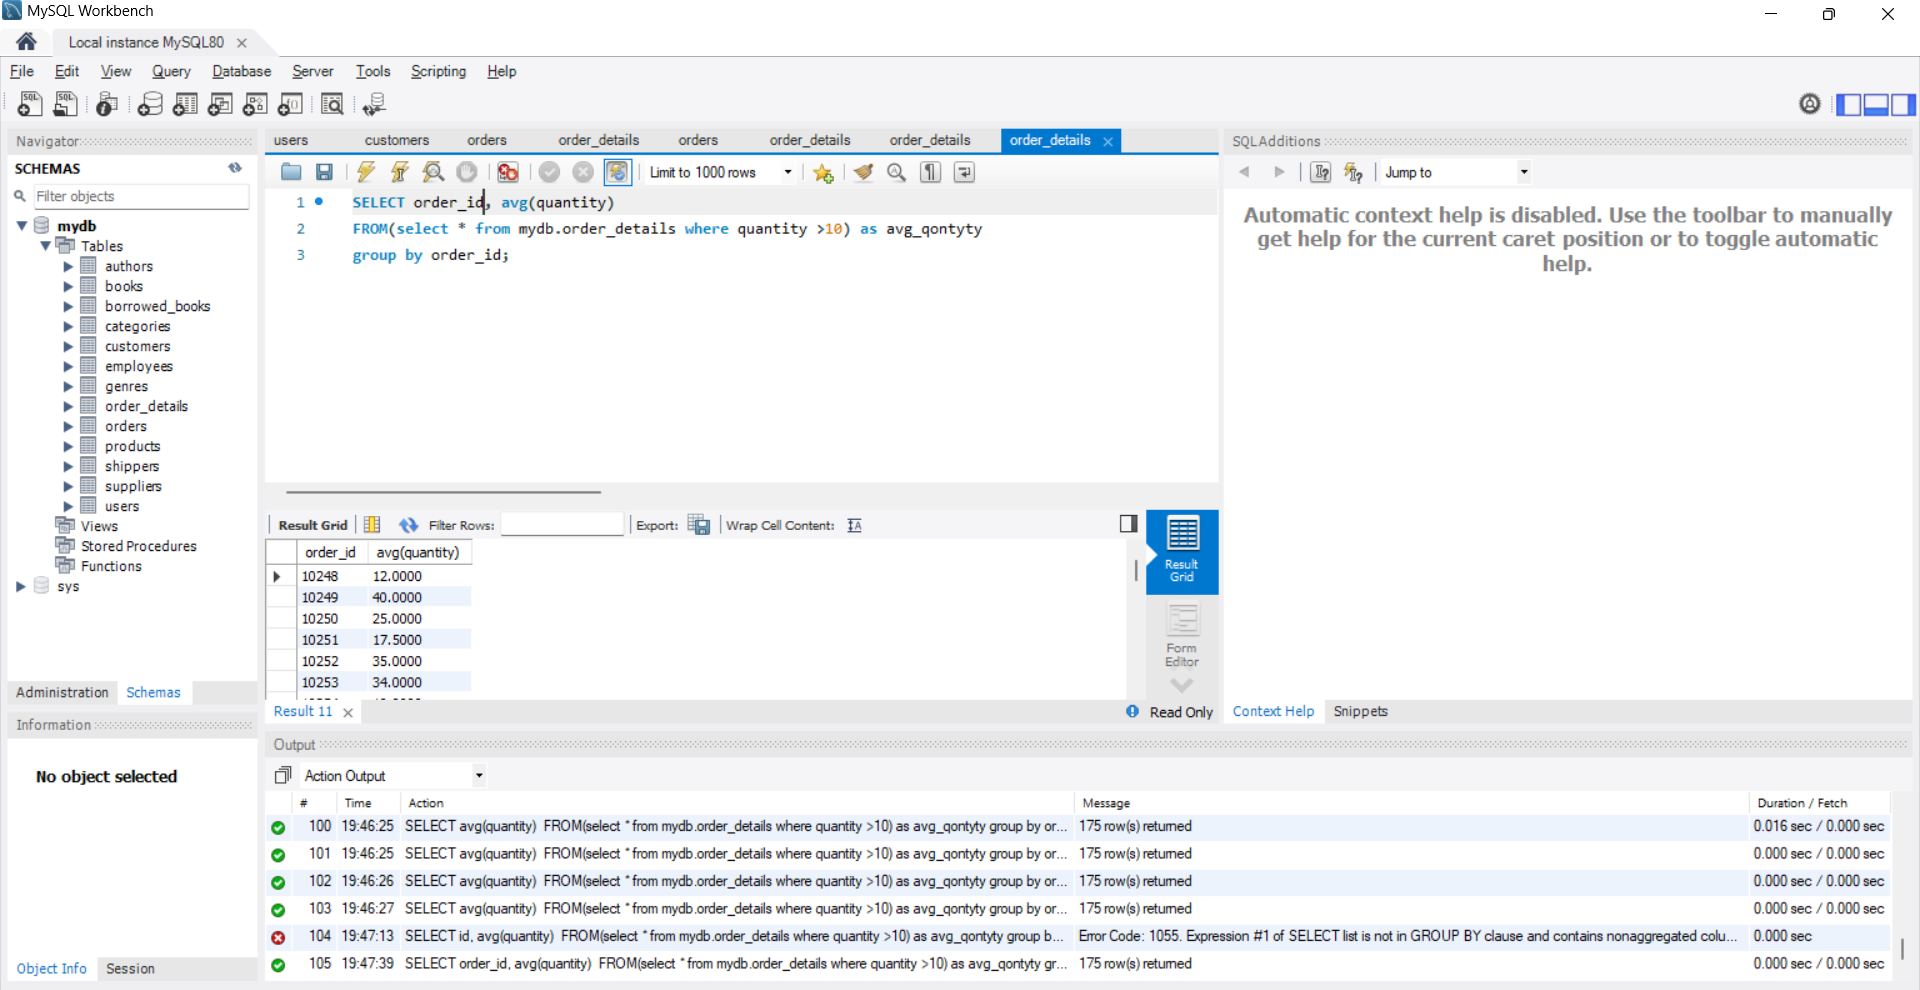 MySQL Workbench
Local instance MySQL80
File Edit View Query Database Server Tools Scripting Help
Navigator
SCHEMAS
Filter objects
mydb
Tables
authors
books
borrowed_books
categories
customers
employees
genres
order_details
orders
products
shippers
suppliers
users
Views
Stored Procedures
Functions
sys
Administration Schemas
Information
No object selected
Object Info Session
users customers orders order_details orders order_details order_details order_details
Limit to 1000 rows
1 SELECT order_id, avg(quantity)
2 FROM(select * from mydb.order_details where quantity >10) as avg_qontyty
3 group by order_id;
Result Grid Filter Rows: Export: Wrap Cell Content:
order_id avg(quantity)
10248 12.0000
10249 40.0000
10250 25.0000
10251 17.5000
10252 35.0000
10253 34.0000
Result Grid
Form Editor
Result 11
Read Only
SQLAdditions
Jump to
Automatic context help is disabled. Use the toolbar to manually
get help for the current caret position or to toggle automatic
help.
Context Help Snippets
Output
Action Output
# Time Action Message Duration / Fetch
100 19:46:25 SELECT avg(quantity) FROM(select * from mydb.order_details where quantity >10) as avg_qontyty group by or... 175 row(s) returned 0.016 sec / 0.000 sec
101 19:46:25 SELECT avg(quantity) FROM(select * from mydb.order_details where quantity >10) as avg_qontyty group by or... 175 row(s) returned 0.000 sec / 0.000 sec
102 19:46:26 SELECT avg(quantity) FROM(select * from mydb.order_details where quantity >10) as avg_qontyty group by or... 175 row(s) returned 0.000 sec / 0.000 sec
103 19:46:27 SELECT avg(quantity) FROM(select * from mydb.order_details where quantity >10) as avg_qontyty group by or... 175 row(s) returned 0.000 sec / 0.000 sec
104 19:47:13 SELECT id, avg(quantity) FROM(select * from mydb.order_details where quantity >10) as avg_qontyty group b... Error Code: 1055. Expression #1 of SELECT list is not in GROUP BY clause and contains nonaggregated colu... 0.000 sec
105 19:47:39 SELECT order_id, avg(quantity) FROM(select * from mydb.order_details where quantity >10) as avg_qontyty gr... 175 row(s) returned 0.000 sec / 0.000 sec